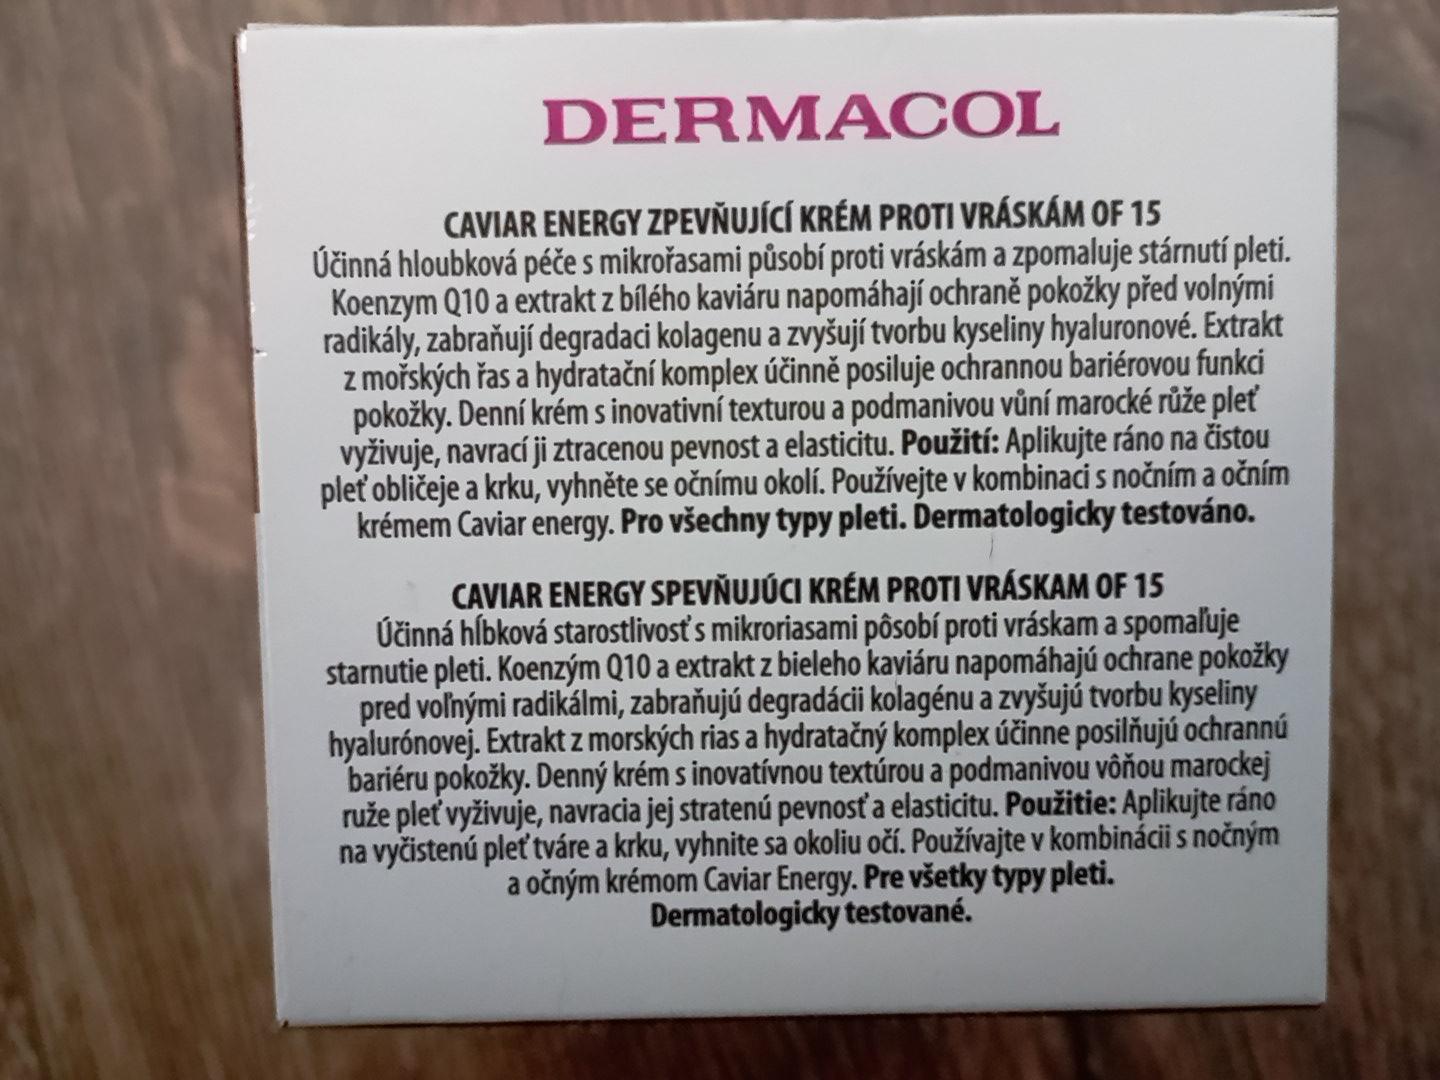 DERMACOL
CAVIAR ENERGY ZPEVŇUJÍCÍ KRÉM PROTI VRÁSKÁM OF 15
Účinná hloubková péče s mikrořasami působí proti vráskám a zpomaluje stárnutí pleti.
Koenzym Q10 a extrakt z bílého kaviáru napomáhají ochraně pokožky před volnými
radikály, zabraňují degradaci kolagenu a zvyšují tvorbu kyseliny hyaluronové. Extrakt
z mořských řas a hydratační komplex účinně posiluje ochrannou bariérovou funkci
pokožky. Denní krém s inovativní texturou a podmanivou vůní marocké růže pleť
vyživuje, navrací ji ztracenou pevnost a elasticitu. Použití: Aplikujte ráno na čistou
pleť obličeje a krku, vyhněte se očnímu okolí. Používejte v kombinaci s nočním a očním
krémem Caviar energy. Pro všechny typy pleti. Dermatologicky testováno.
CAVIAR ENERGY SPEVŇUJÚCI KRÉM PROTI VRÁSKAM OF 15
Účinná hĺbková starostlivosť s mikroriasami pôsobí proti vráskam a spomaľuje
starnutie pleti. Koenzým Q10 a extrakt z bieleho kaviáru napomáhajú ochrane pokožky
pred voľnými radikálmi, zabraňujú degradácii kolagénu a zvyšujú tvorbu kyseliny
hyalurónovej. Extrakt z morských rias a hydratačný komplex účinne posilňujú ochrannú
bariéru pokožky. Denný krém s inovatívnou textúrou a podmanivou vôňou marockej
ruže pleť vyživuje, navracia jej stratenú pevnosť a elasticitu. Použitie: Aplikujte ráno
na vyčistenú pleť tváre a krku, vyhnite sa okoliu očí. Používajte v kombinácii s nočným
a očným krémom Caviar Energy. Pre všetky typy pleti.
Dermatologicky testované.